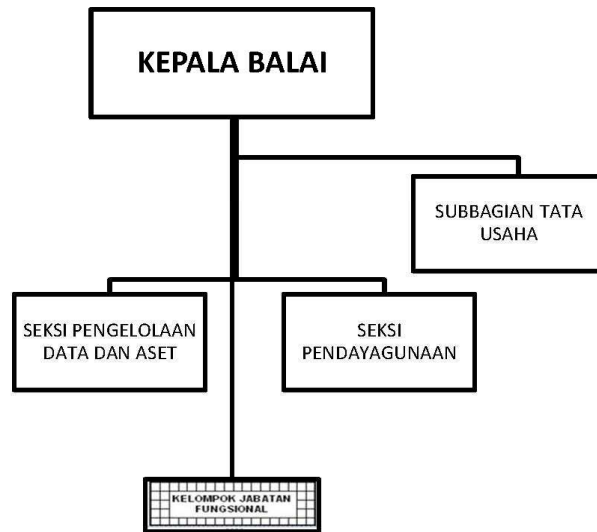 KEPALA BALAI
SUBBAGIAN TATA
USAHA
SEKSI PENGELOLAAN
DATA DAN ASET
SEKSI
PENDAYAGUNAAN
KELOMPOK JABATAN
FUNGSIONAL